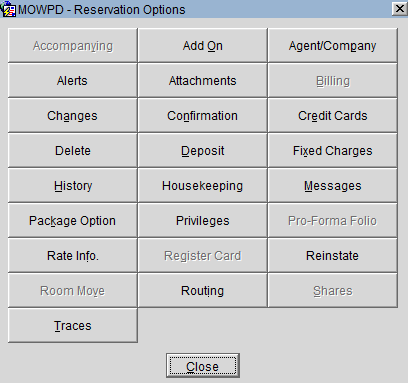 MOWPD - Reservation Options
Accompanying Add On Agent/Company
Alerts Attachments Billing
Changes Confirmation Credit Cards
Delete Deposit Fixed Charges
History Housekeeping Messages
Package Option Privileges Pro-Forma Folio
Rate Info. Register Card Reinstate
Room Move Routing Shares
Traces
Close